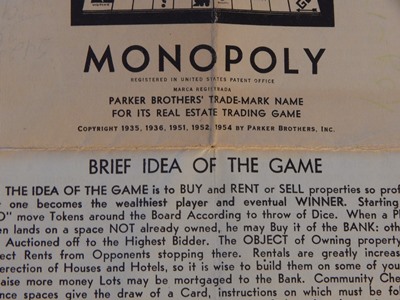 MONOPOLY
REGISTERED IN UNITED STATES PATENT OFFICE
MARCA REGISTRADA
PARKER BROTHERS' TRADE-MARK NAME
FOR ITS REAL ESTATE TRADING GAME
COPYRIGHT 1935, 1936, 1951, 1952, 1954 BY PARKER BROTHERS, INC.
BRIEF IDEA OF THE GAME
THE IDEA OF THE GAME is to BUY and RENT or SELL properties so prof
one becomes the wealthiest player and eventual WINNER. Starting
O" move Tokens around the Board According to throw of Dice. When a P
en lands on a space NOT already owned, he may Buy it of the BANK: oth
Auctioned off to the Highest Bidder. The OBJECT of Owning property
ect Rents from Opponents stopping there. Rentals are greatly increas
erection of Houses and Hotels, so it is wise to build them on some of you
aise more money Lots may be mortgaged to the Bank. Community Che
nce spaces give the draw of a Card, instructions on which must be fo